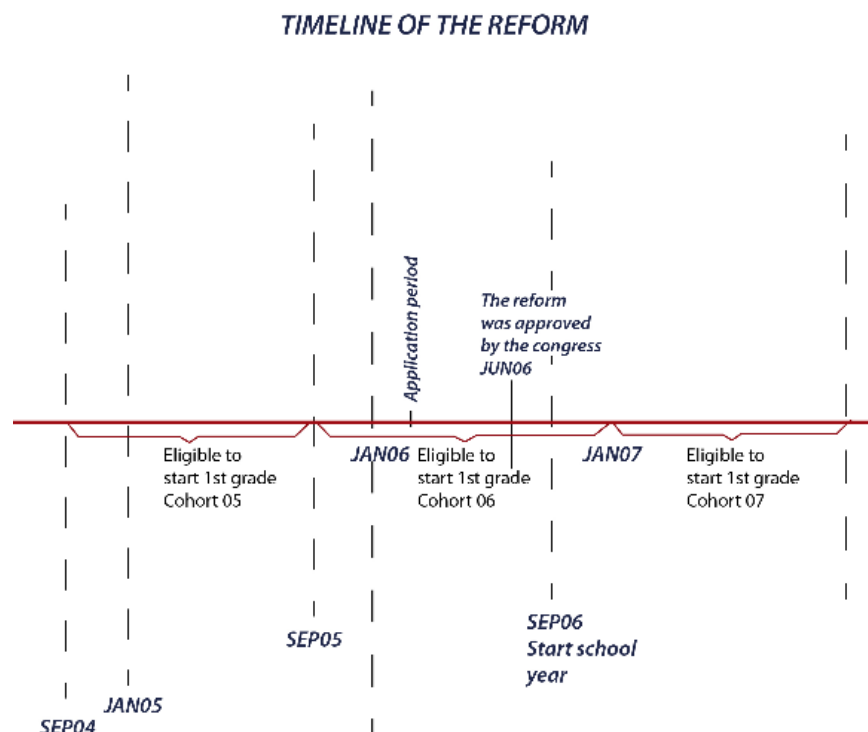 TIMELINE OF THE REFORM
Application period
The reform
was approved
by the congress
JUN06
Eligible to
start 1st grade
Cohort 05
JAN06
Eligible to
start 1st grade
Cohort 06
JAN07
Eligible to
start 1st grade
Cohort 07
SEP05
SEP06
Start school
year
JAN05
SEP04